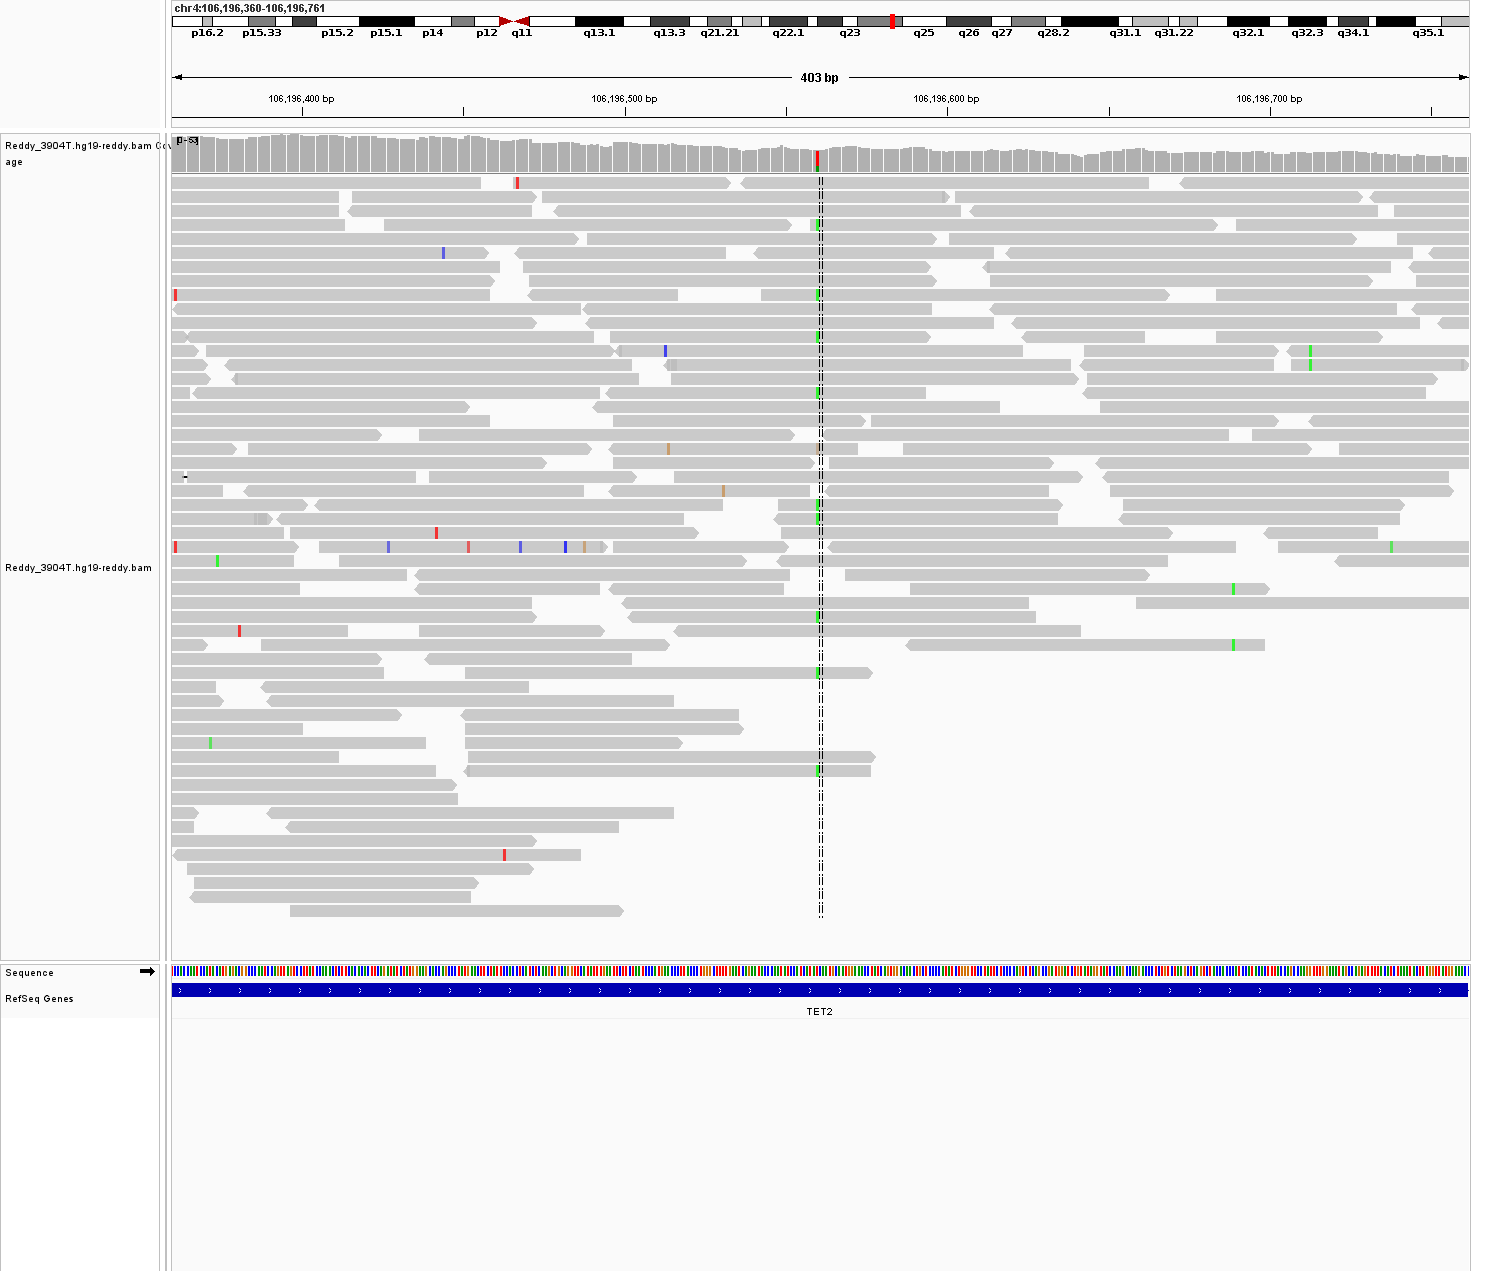 chr4:106,196,360-106,196,761
p16.2 p15.33 p15.2 p15.1 p14 p12 q11 q13.1 q13.3 q21.21 q22.1 q23 q25 q26 q27 q28.2 q31.1 q31.22 q32.1 q32.3 q34.1 q35.1
403 bp
106,196,400 bp 106,196,500 bp 106,196,600 bp 106,196,700 bp
Reddy_3904T.hg19-reddy.bam Cov
age
Reddy_3904T.hg19-reddy.bam
Sequence
RefSeq Genes
TET2